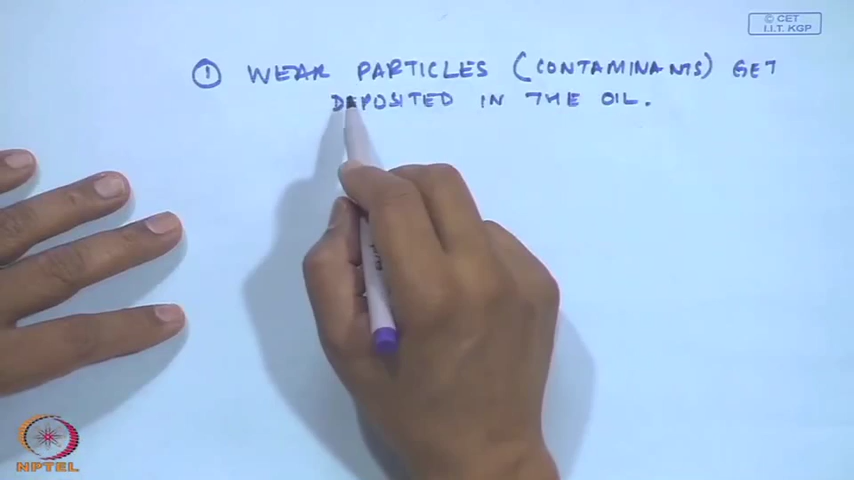 © CET
I.I.T. KGP
① WEAR PARTICLES (CONTAMINANTS) GET
DEPOSITED IN THE OIL.
NPTEL